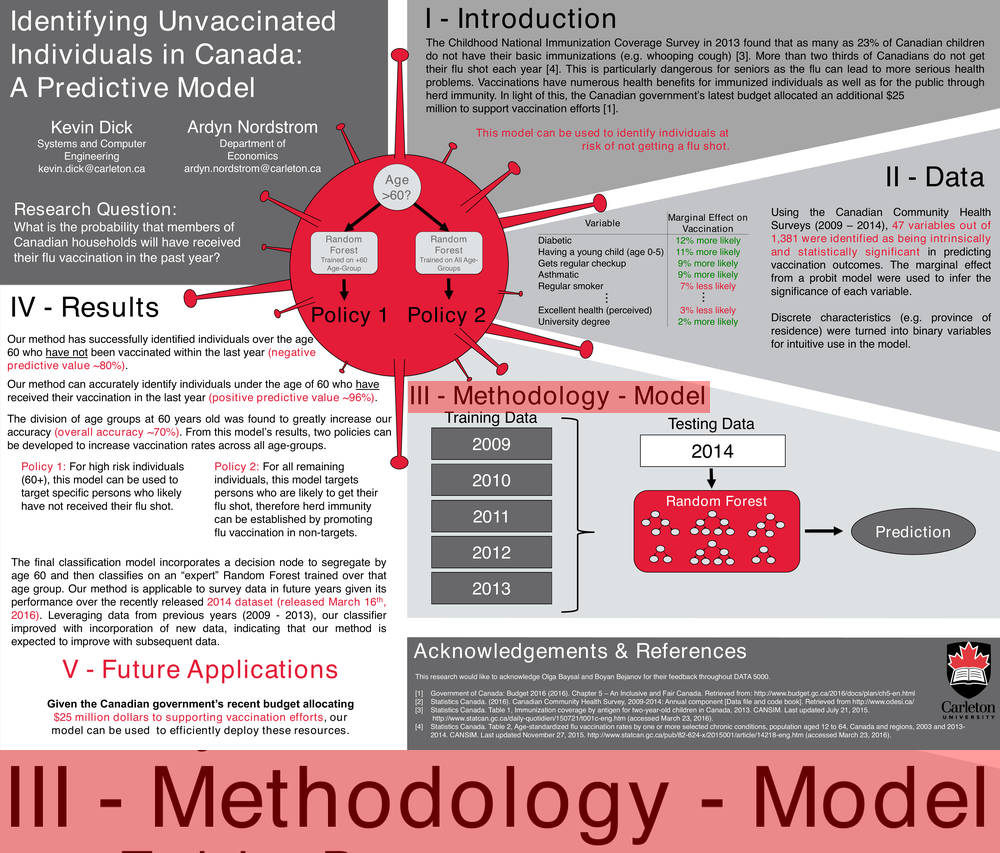 Identifying Unvaccinated
Individuals in Canada:
A Predictive Model
Kevin Dick
Systems and Computer
Engineering
kevin.dick@carleton.ca
Ardyn Nordstrom
Department of
Economics
ardyn.nordstrom@carleton.ca
Research Question:
What is the probability that members of
Canadian households will have received
their flu vaccination in the past year?
I - Introduction
The Childhood National Immunization Coverage Survey in 2013 found that as many as 23% of Canadian children
do not have their basic immunizations (e.g. whooping cough) [3]. More than two thirds of Canadians do not get
their flu shot each year [4]. This is particularly dangerous for seniors as the flu can lead to more serious health
problems. Vaccinations have numerous health benefits for immunized individuals as well as for the public through
herd immunity. In light of this, the Canadian government's latest budget allocated an additional $25
million to support vaccination efforts [1].
This model can be used to identify individuals at
risk of not getting a flu shot.
Age
>60?
Random
Forest
Trained on +60
Age-Group
Random
Forest
Trained on All Age-
Groups
Policy 1
Policy 2
II - Data
Variable
Marginal Effect on
Vaccination
Diabetic 12% more likely
Having a young child (age 0-5) 11% more likely
Gets regular checkup 9% more likely
Asthmatic 9% more likely
Regular smoker 7% less likely
⋮ ⋮
Excellent health (perceived) 3% less likely
University degree 2% more likely
Using the Canadian Community Health
Surveys (2009 – 2014), 47 variables out of
1,381 were identified as being intrinsically
and statistically significant in predicting
vaccination outcomes. The marginal effect
from a probit model were used to infer the
significance of each variable.
Discrete characteristics (e.g. province of
residence) were turned into binary variables
for intuitive use in the model.
III - Methodology - Model
Training Data
2009
2010
2011
2012
2013
Testing Data
2014
Random Forest
Prediction
IV - Results
Our method has successfully identified individuals over the age
60 who have not been vaccinated within the last year (negative
predictive value ~80%).
Our method can accurately identify individuals under the age of 60 who have
received their vaccination in the last year (positive predictive value ~96%).
The division of age groups at 60 years old was found to greatly increase our
accuracy (overall accuracy ~70%). From this model's results, two policies can
be developed to increase vaccination rates across all age-groups.
Policy 1: For high risk individuals
(60+), this model can be used to
target specific persons who likely
have not received their flu shot.
Policy 2: For all remaining
individuals, this model targets
persons who are likely to get their
flu shot, therefore herd immunity
can be established by promoting
flu vaccination in non-targets.
The final classification model incorporates a decision node to segregate by
age 60 and then classifies on an "expert" Random Forest trained over that
age group. Our method is applicable to survey data in future years given its
performance over the recently released 2014 dataset (released March 16th,
2016). Leveraging data from previous years (2009 - 2013), our classifier
improved with incorporation of new data, indicating that our method is
expected to improve with subsequent data.
V - Future Applications
Given the Canadian government's recent budget allocating
$25 million dollars to supporting vaccination efforts, our
model can be used to efficiently deploy these resources.
Acknowledgements & References
This research would like to acknowledge Olga Baysal and Boyan Bejanov for their feedback throughout DATA 5000.
[1] Government of Canada: Budget 2016 (2016). Chapter 5 – An Inclusive and Fair Canada. Retrieved from: http://www.budget.gc.ca/2016/docs/plan/ch5-en.html
[2] Statistics Canada. (2016). Canadian Community Health Survey, 2009-2014: Annual component [Data file and code book]. Retrieved from http://www.odesi.ca/
[3] Statistics Canada. Table 1, Immunization coverage by antigen for two-year-old children in Canada, 2013. CANSIM. Last updated July 21, 2015.
http://www.statcan.gc.ca/daily-quotidien/150721/t001c-eng.htm (accessed March 23, 2016).
[4] Statistics Canada. Table 2, Age-standardized flu vaccination rates by one or more selected chronic conditions, population aged 12 to 64, Canada and regions, 2003 and 2013-
2014. CANSIM. Last updated November 27, 2015. http://www.statcan.gc.ca/pub/82-624-x/2015001/article/14218-eng.htm (accessed March 23, 2016).
Carleton
UNIVERSITY
III - Methodology - Model